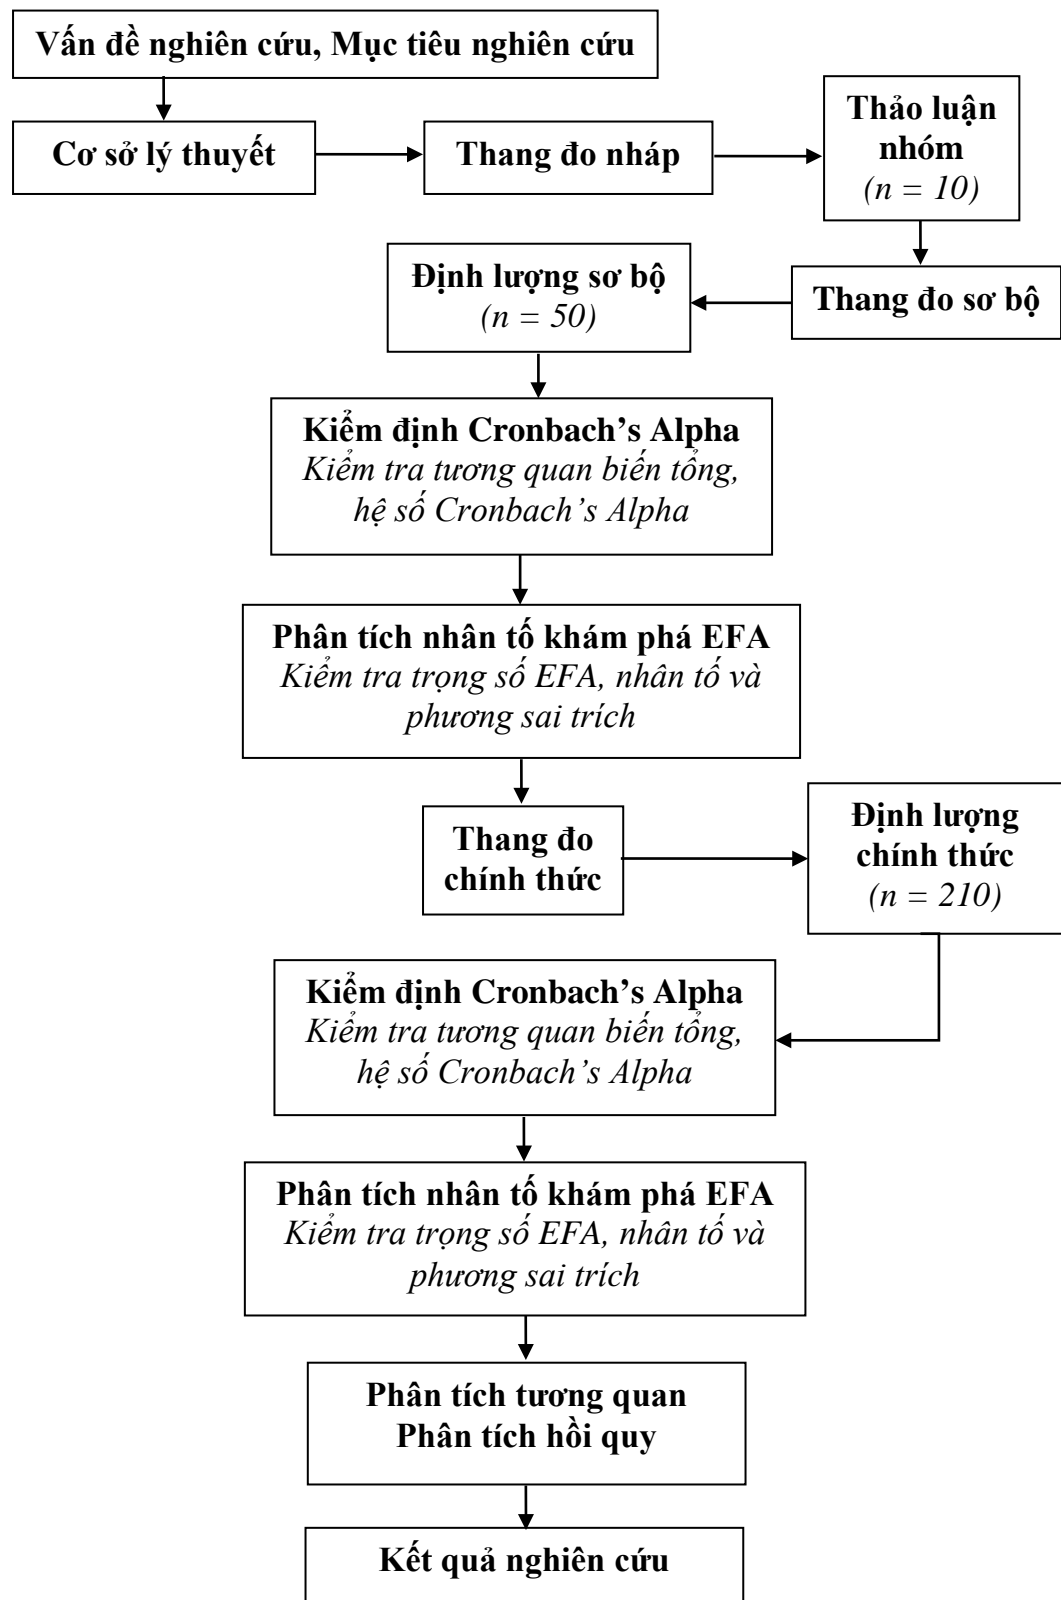 Vấn đề nghiên cứu, Mục tiêu nghiên cứu
Cơ sở lý thuyết
Thang đo nháp
Thảo luận
nhóm
(n = 10)
Thang đo sơ bộ
Định lượng sơ bộ
(n = 50)
Kiểm định Cronbach’s Alpha
Kiểm tra tương quan biến tổng,
hệ số Cronbach’s Alpha
Phân tích nhân tố khám phá EFA
Kiểm tra trọng số EFA, nhân tố và
phương sai trích
Thang đo
chính thức
Định lượng
chính thức
(n = 210)
Kiểm định Cronbach’s Alpha
Kiểm tra tương quan biến tổng,
hệ số Cronbach’s Alpha
Phân tích nhân tố khám phá EFA
Kiểm tra trọng số EFA, nhân tố và
phương sai trích
Phân tích tương quan
Phân tích hồi quy
Kết quả nghiên cứu